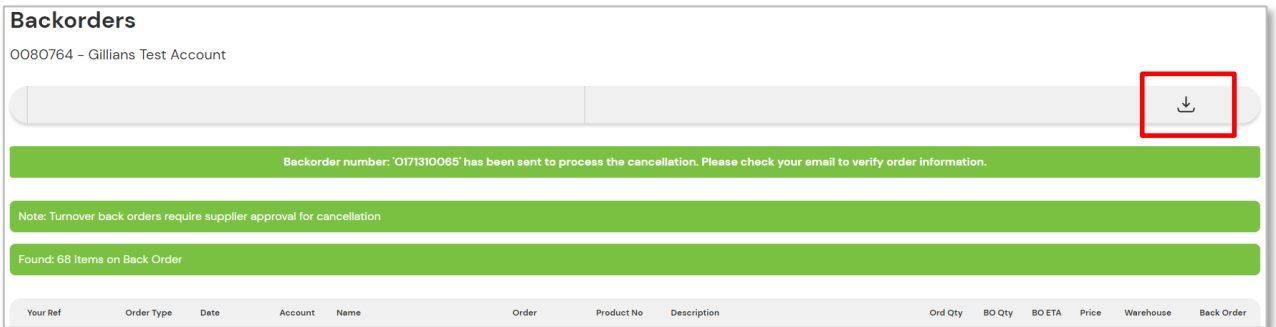 Backorders
0080764 - Gillians Test Account
Backorder number: '0171310065' has been sent to process the cancellation. Please check your email to verify order information.
Note: Turnover back orders require supplier approval for cancellation
Found: 68 items on Back Order
Your Ref Order Type Date Account Name Order Product No Description Ord Qty BO Qty BO ETA Price Warehouse Back Order